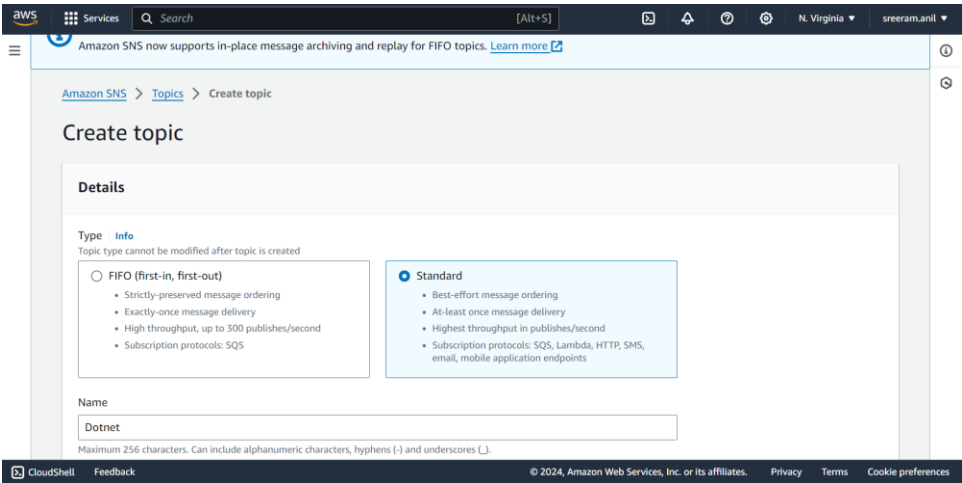 aws Services Search [Alt+S] N. Virginia sreeram.anil
Amazon SNS now supports in-place message archiving and replay for FIFO topics. Learn more
Amazon SNS > Topics > Create topic
Create topic
Details
Type Info
Topic type cannot be modified after topic is created
FIFO (first-in, first-out)
• Strictly-preserved message ordering
• Exactly-once message delivery
• High throughput, up to 300 publishes/second
• Subscription protocols: SQS
Standard
• Best-effort message ordering
• At-least once message delivery
• Highest throughput in publishes/second
• Subscription protocols: SQS, Lambda, HTTP, SMS,
email, mobile application endpoints
Name
Dotnet
Maximum 256 characters. Can include alphanumeric characters, hyphens (-) and underscores (_).
CloudShell Feedback © 2024, Amazon Web Services, Inc. or its affiliates. Privacy Terms Cookie preferences